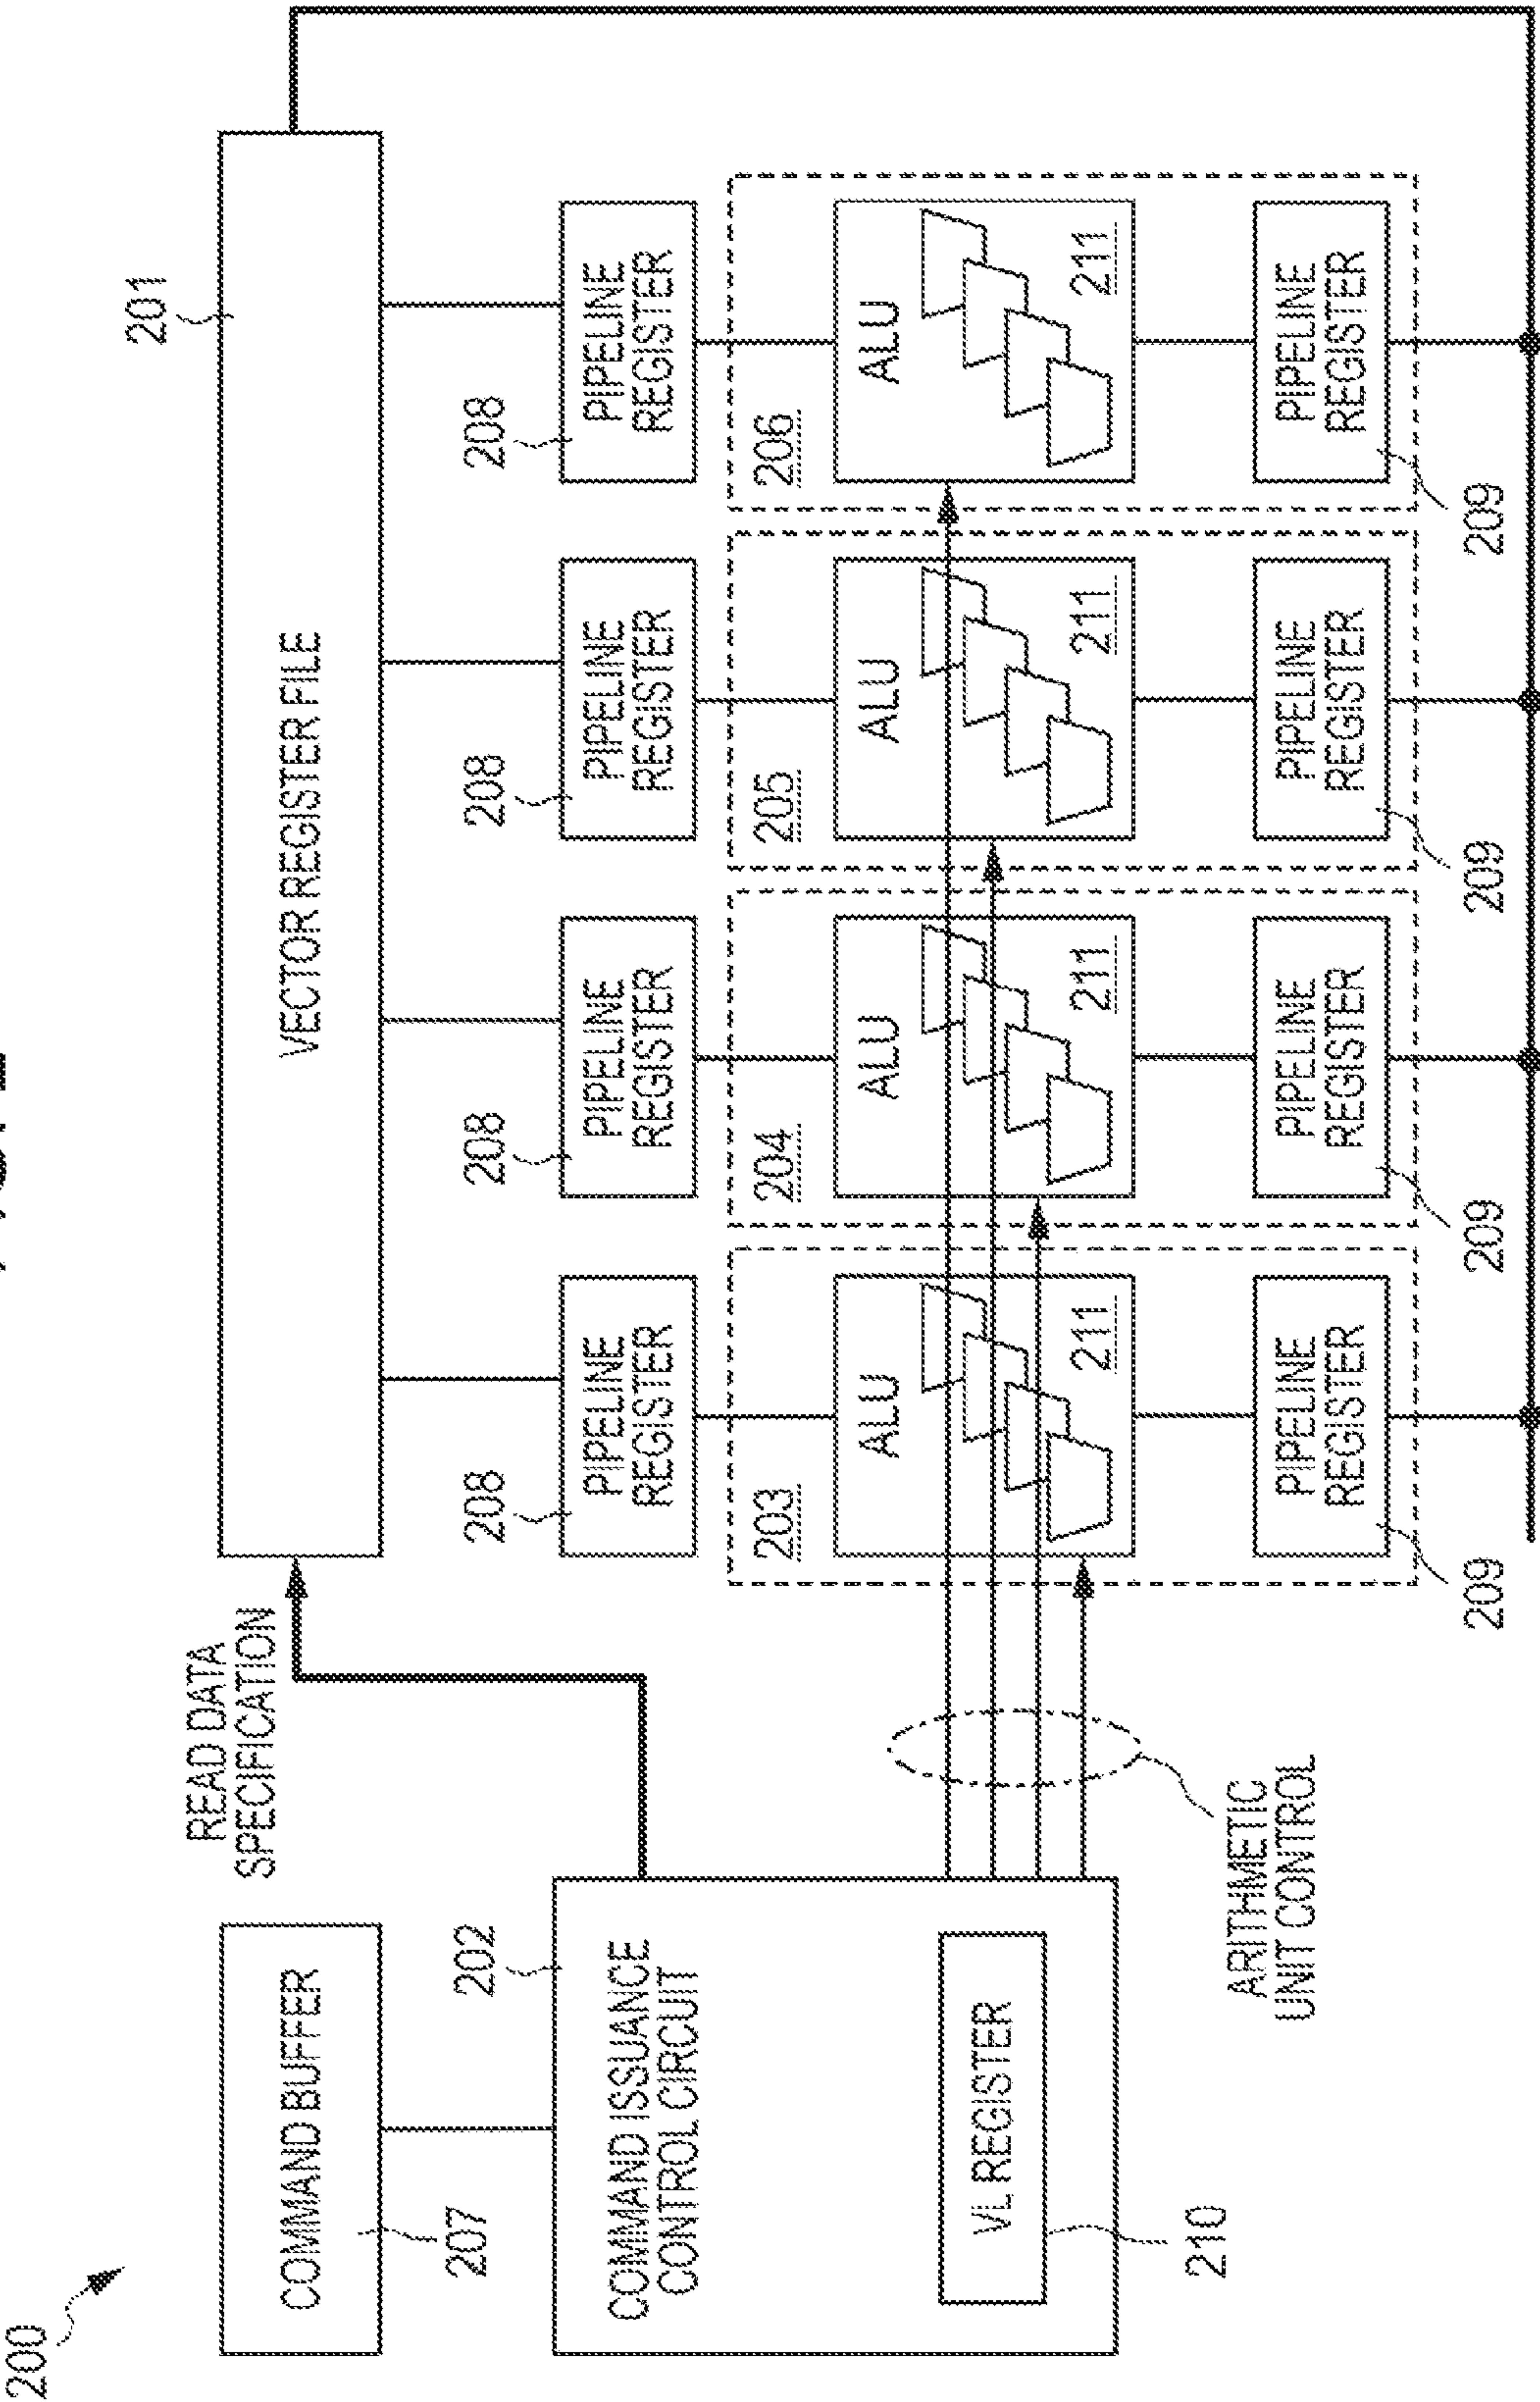 200
COMMAND BUFFER
207
READ DATA
SPECIFICATION
201
VECTOR REGISTER FILE
202
COMMAND ISSUANCE
CONTROL CIRCUIT
VL REGISTER
210
ARITHMETIC
UNIT CONTROL
208
PIPELINE
REGISTER
208
PIPELINE
REGISTER
208
PIPELINE
REGISTER
208
PIPELINE
REGISTER
203
ALU
211
204
ALU
211
205
ALU
211
206
ALU
211
PIPELINE
REGISTER
209
PIPELINE
REGISTER
209
PIPELINE
REGISTER
209
PIPELINE
REGISTER
209